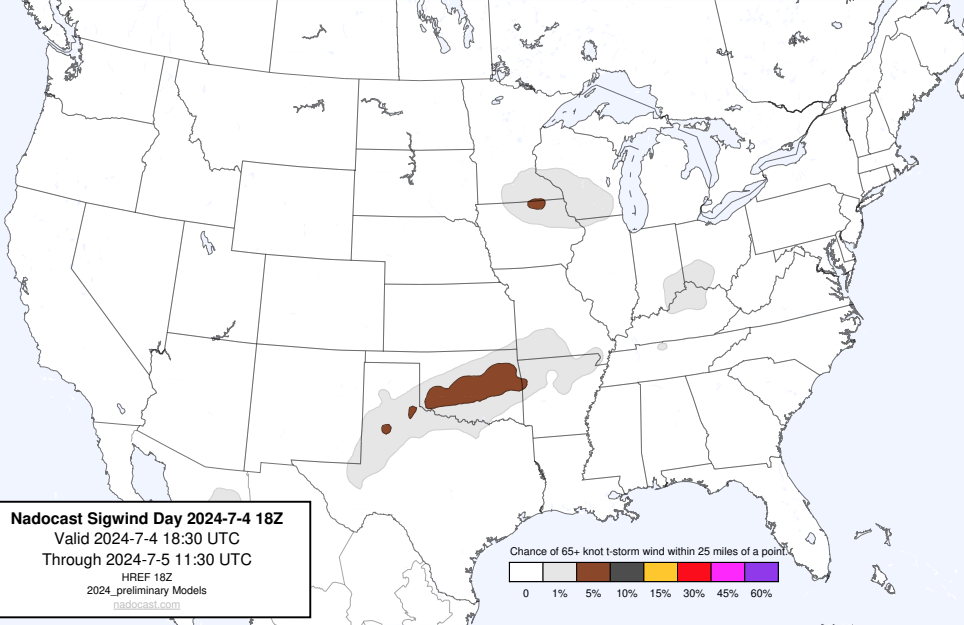 Nadocast Sigwind Day 2024-7-4 18Z
Valid 2024-7-4 18:30 UTC
Through 2024-7-5 11:30 UTC
HREF 18Z
2024_preliminary Models
nadocast.com
Chance of 65+ knot t-storm wind within 25 miles of a point.
0 1% 5% 10% 15% 30% 45% 60%